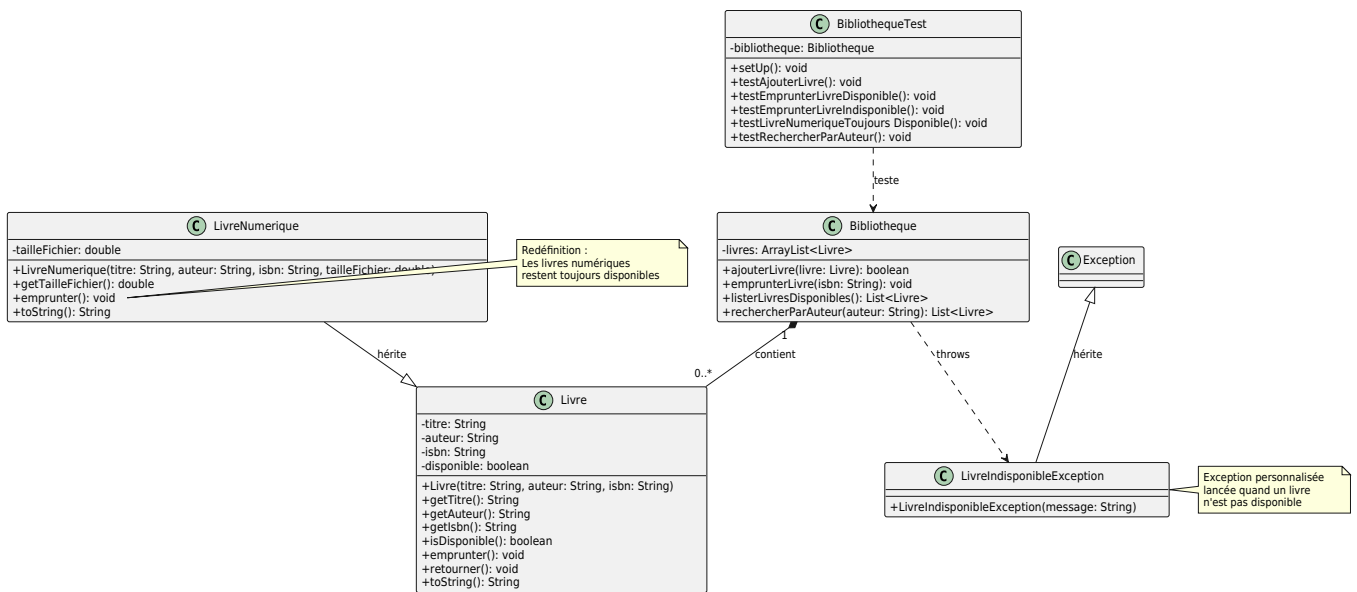 C BibliothequeTest
-bibliotheque: Bibliotheque
+setUp(): void
+testAjouterLivre(): void
+testEmprunterLivreDisponible(): void
+testEmprunterLivreIndisponible(): void
+testLivreNumeriqueToujours Disponible(): void
+testRechercherParAuteur(): void
teste
C LivreNumerique
-tailleFichier: double
+LivreNumerique(titre: String, auteur: String, isbn: String, tailleFichier: double)
+getTailleFichier(): double
+emprunter(): void
+toString(): String
Redéfinition :
Les livres numériques
restent toujours disponibles
C Bibliotheque
-livres: ArrayList<Livre>
+ajouterLivre(livre: Livre): boolean
+emprunterLivre(isbn: String): void
+listerLivresDisponibles(): List<Livre>
+rechercherParAuteur(auteur: String): List<Livre>
C Exception
hérite
1
contient
0..*
throws
hérite
C Livre
-titre: String
-auteur: String
-isbn: String
-disponible: boolean
+Livre(titre: String, auteur: String, isbn: String)
+getTitre(): String
+getAuteur(): String
+getIsbn(): String
+isDisponible(): boolean
+emprunter(): void
+retourner(): void
+toString(): String
C LivreIndisponibleException
+LivreIndisponibleException(message: String)
Exception personnalisée
lancée quand un livre
n'est pas disponible